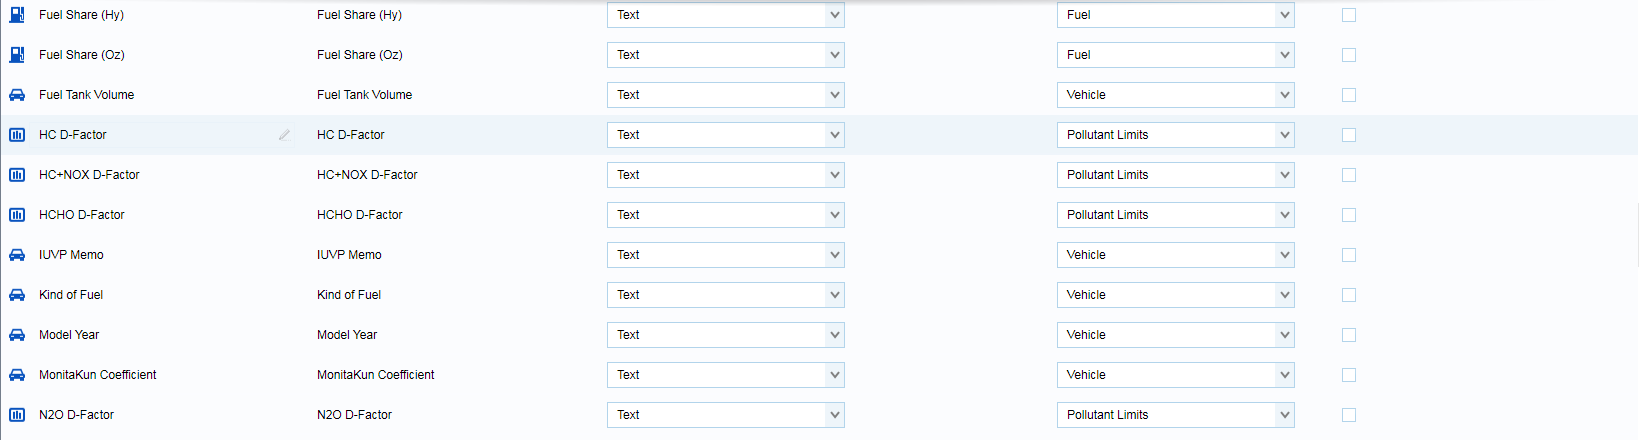 Fuel Share (Hy) Fuel Share (Hy) Text Fuel
Fuel Share (Oz) Fuel Share (Oz) Text Fuel
Fuel Tank Volume Fuel Tank Volume Text Vehicle
HC D-Factor HC D-Factor Text Pollutant Limits
HC+NOX D-Factor HC+NOX D-Factor Text Pollutant Limits
HCHO D-Factor HCHO D-Factor Text Pollutant Limits
IUVP Memo IUVP Memo Text Vehicle
Kind of Fuel Kind of Fuel Text Vehicle
Model Year Model Year Text Vehicle
MonitaKun Coefficient MonitaKun Coefficient Text Vehicle
N2O D-Factor N2O D-Factor Text Pollutant Limits